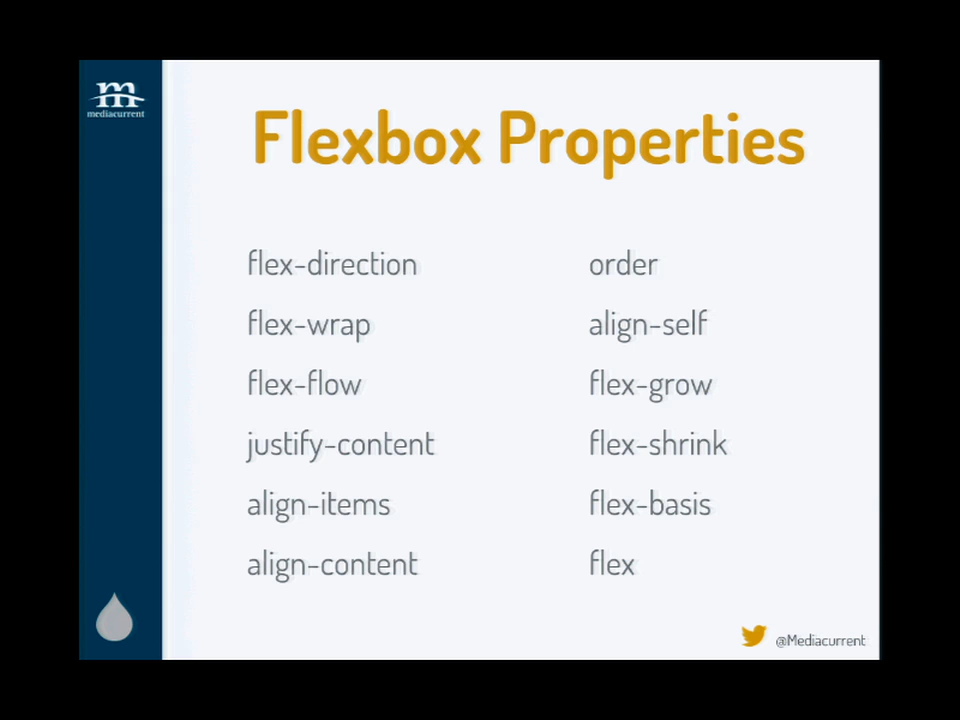 mediacurrent
Flexbox Properties
flex-direction
flex-wrap
flex-flow
justify-content
align-items
align-content
order
align-self
flex-grow
flex-shrink
flex-basis
flex
@Mediacurrent